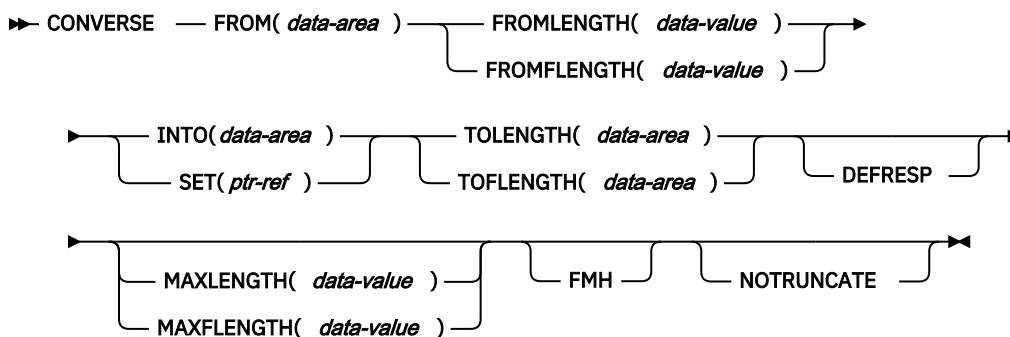 CONVERSE FROM( data-area ) FROMLENGTH( data-value )
FROMFLENGTH( data-value )
INTO( data-area ) TOLENGTH( data-area )
SET( ptr-ref ) TOFLENGTH( data-area ) DEFRESP
MAXLENGTH( data-value ) FMH NOTRUNCATE
MAXFLENGTH( data-value )